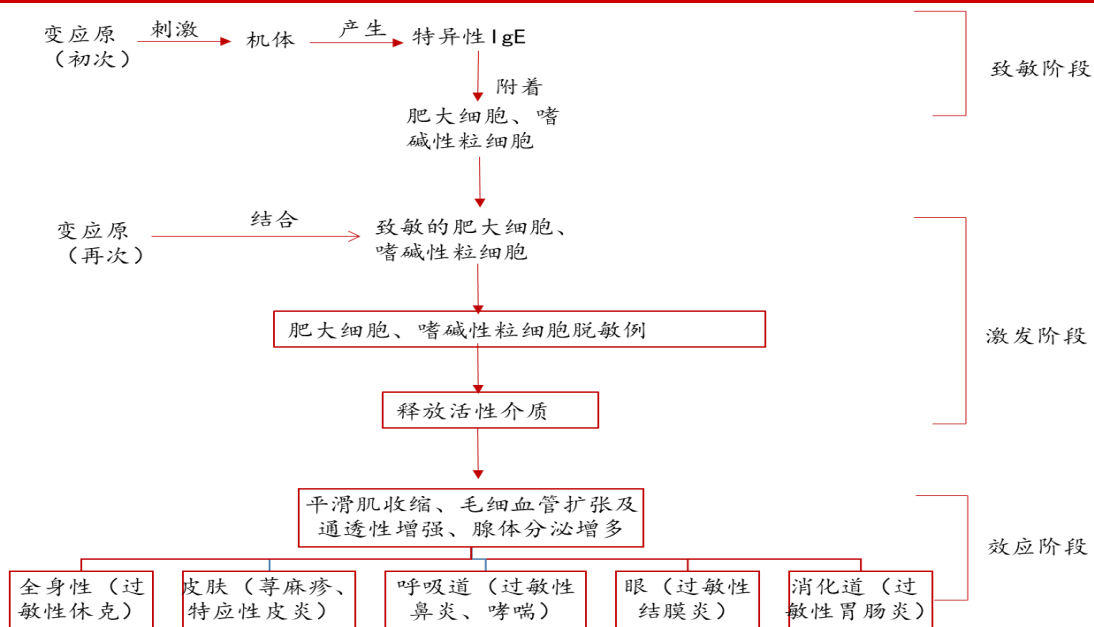 变应原
（初次）
刺激
机体
产生
特异性IgE
致敏阶段
附着
肥大细胞、嗜
碱性粒细胞
变应原
（再次）
结合
致敏的肥大细胞、
嗜碱性粒细胞
肥大细胞、嗜碱性粒细胞脱敏例
激发阶段
释放活性介质
平滑肌收缩、毛细血管扩张及
通透性增强、腺体分泌增多
效应阶段
全身性（过
敏性休克）
皮肤（荨麻疹、
特应性皮炎）
呼吸道（过敏性
鼻炎、哮喘）
眼（过敏性
结膜炎）
消化道（过
敏性胃肠炎）